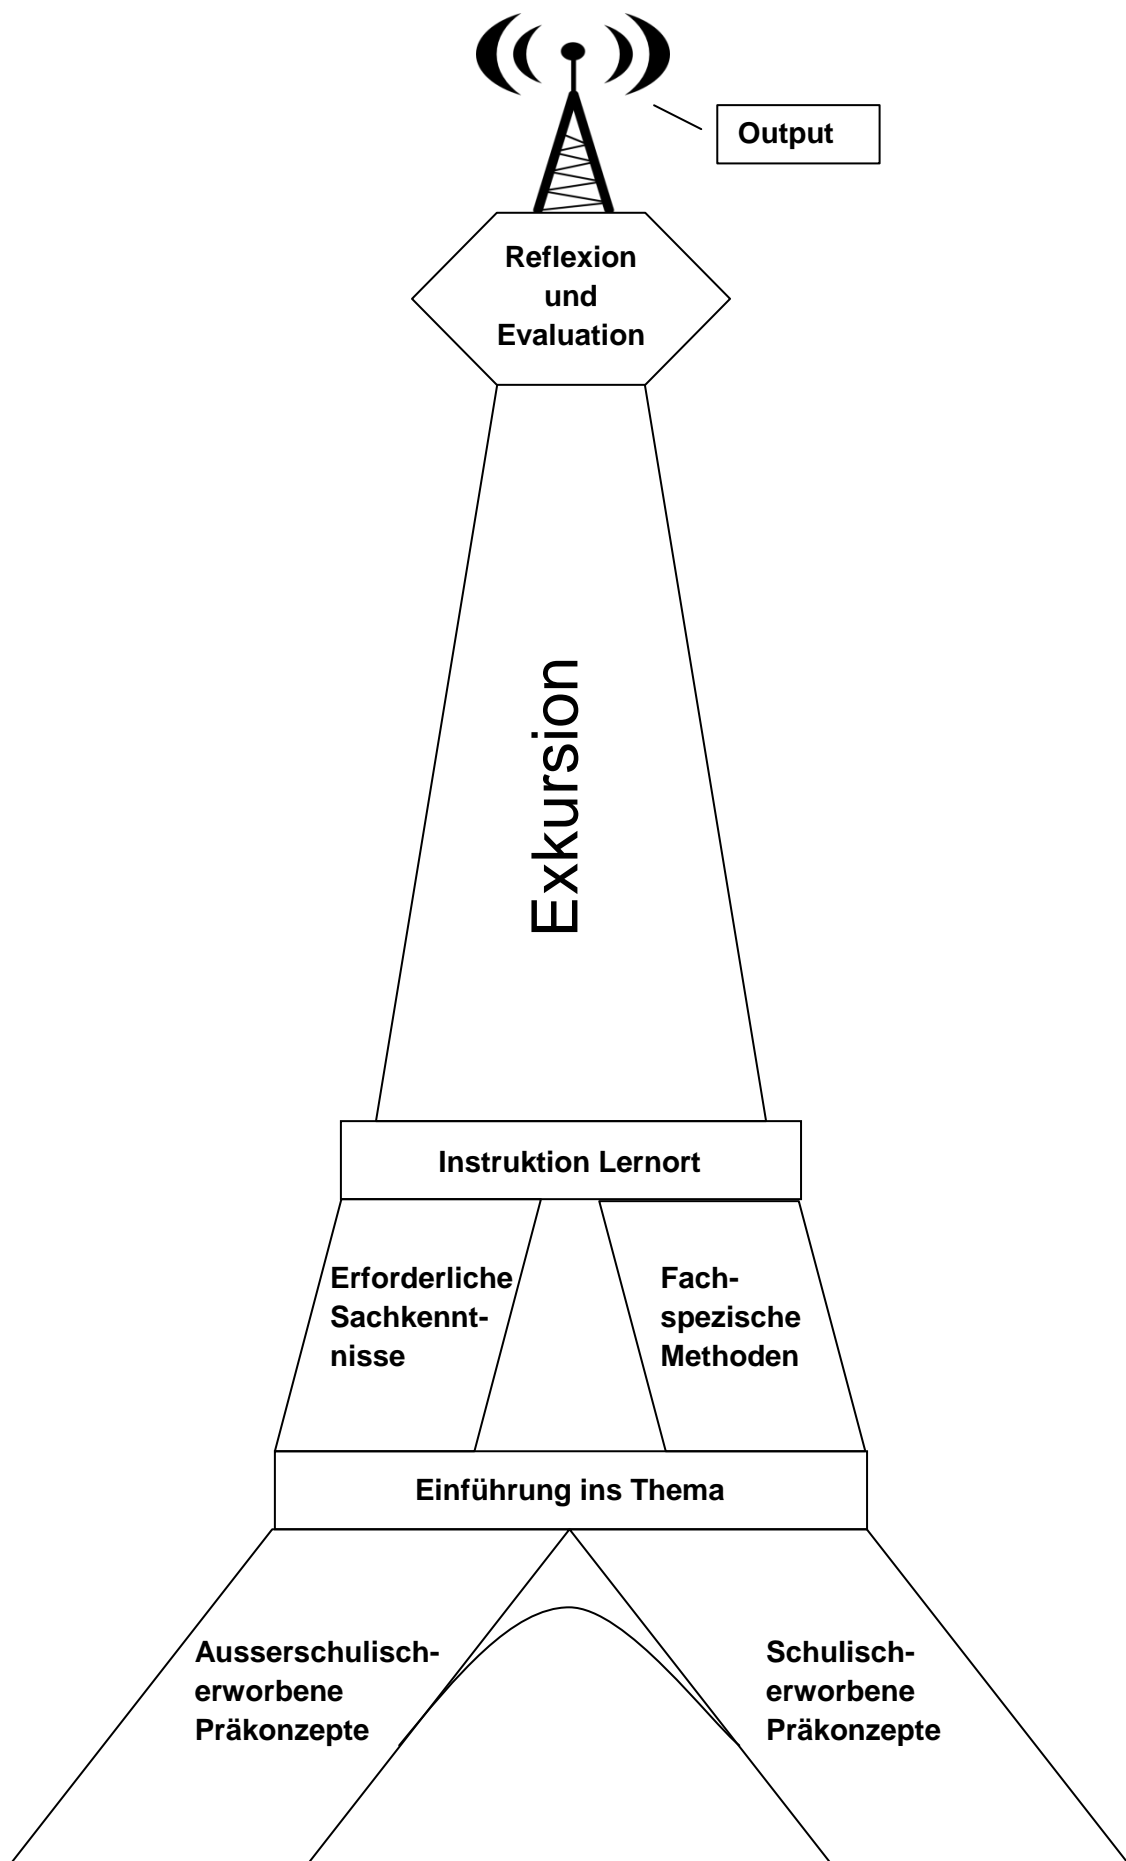 Output
Reflexion
und
Evaluation
Exkursion
Instruktion Lernort
Erforderliche
Sachkennt-
nisse
Fach-
spezische
Methoden
Einführung ins Thema
Ausserschulisch-
erworbene
Präkonzepte
Schulisch-
erworbene
Präkonzepte